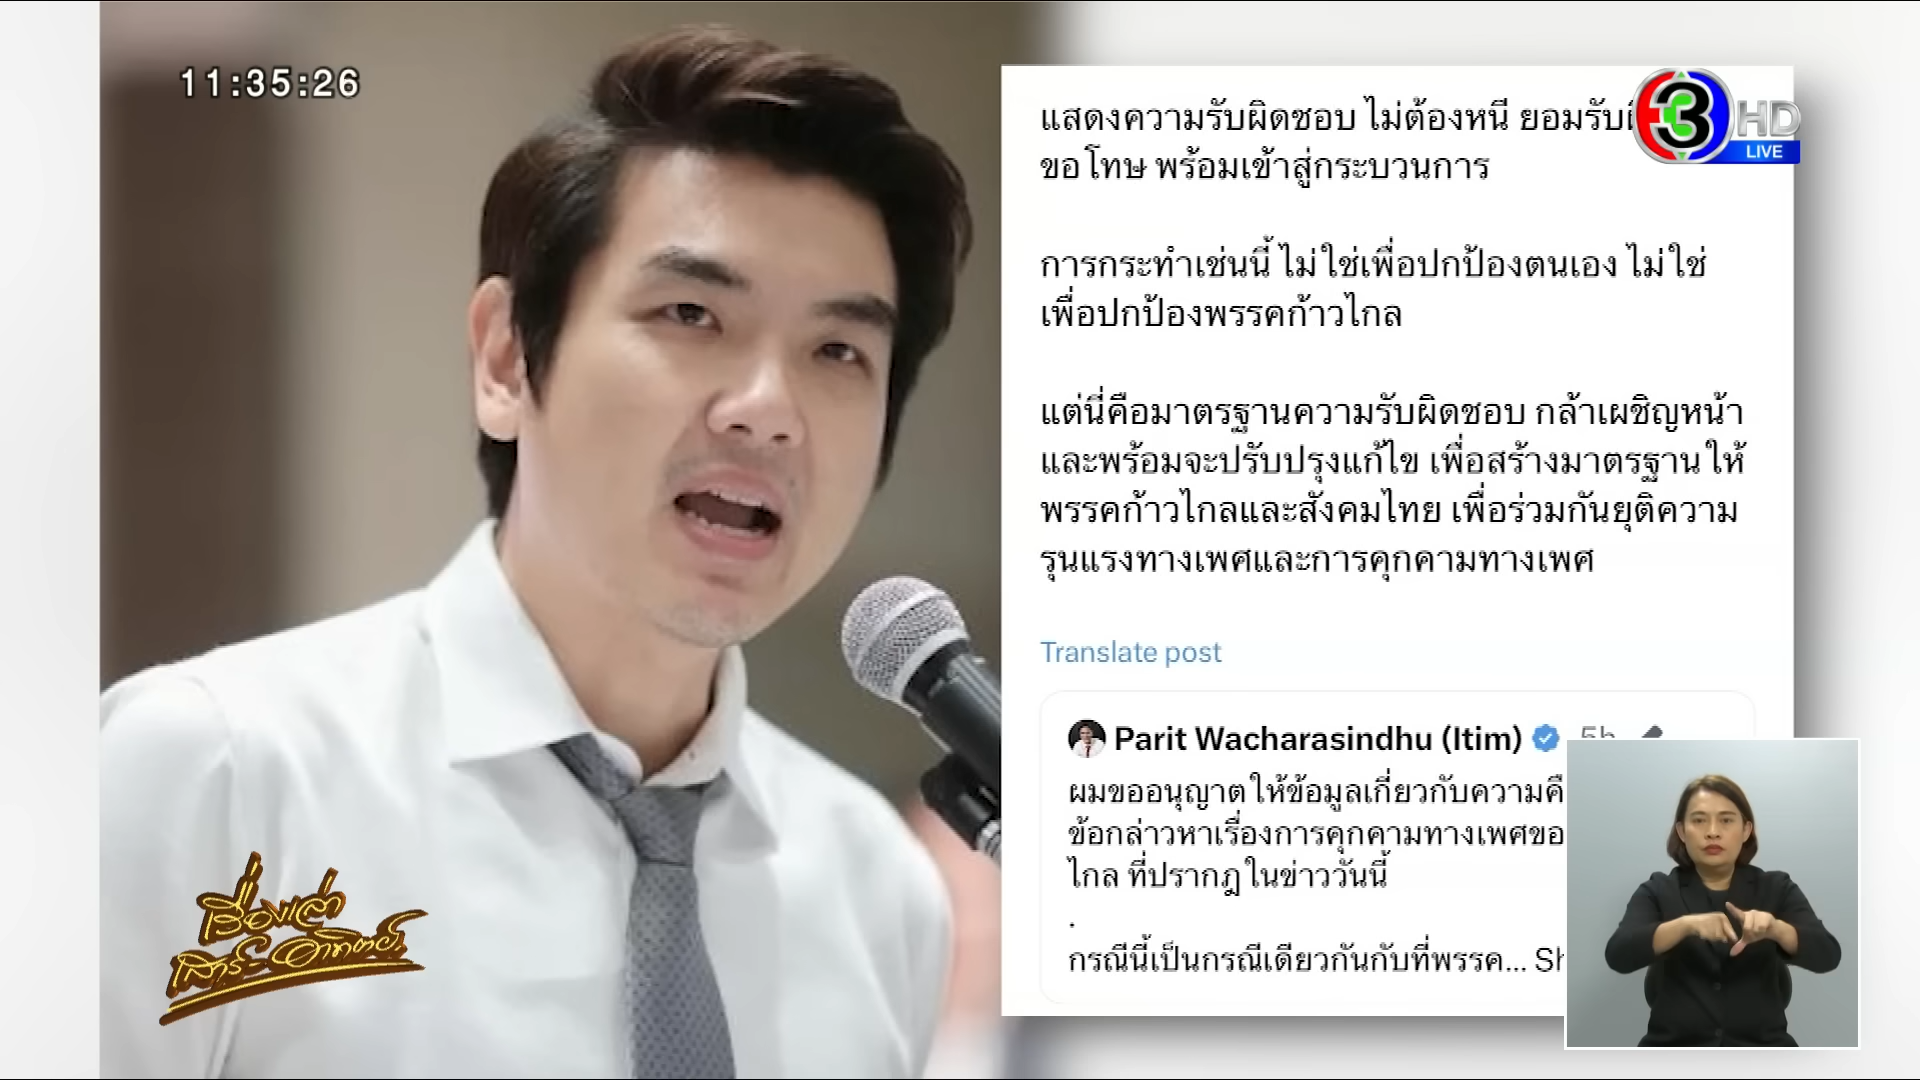 11:35:26
3 HD
LIVE
แสดงความรับผิดชอบ ไม่ต้องหนี ยอมรับ
ขอโทษ พร้อมเข้าสู่กระบวนการ
การกระทำเช่นนี้ ไม่ใช่เพื่อปกป้องตนเอง ไม่ใช่
เพื่อปกป้องพรรคก้าวไกล
แต่นี่คือมาตรฐานความรับผิดชอบ กล้าเผชิญหน้า
และพร้อมจะปรับปรุงแก้ไข เพื่อสร้างมาตรฐานให้
พรรคก้าวไกลและสังคมไทย เพื่อร่วมกันยุติความ
รุนแรงทางเพศและการคุกคามทางเพศ
Translate post
Parit Wacharasindhu (Itim) 5h
ผมขออนุญาตให้ข้อมูลเกี่ยวกับความคื
ข้อกล่าวหาเรื่องการคุกคามทางเพศขอ
ไกล ที่ปรากฏในข่าววันนี้
.
กรณีนี้เป็นกรณีเดียวกันกับที่พรรค... Sh
เรื่องเล่า
เสาร์-อาทิตย์